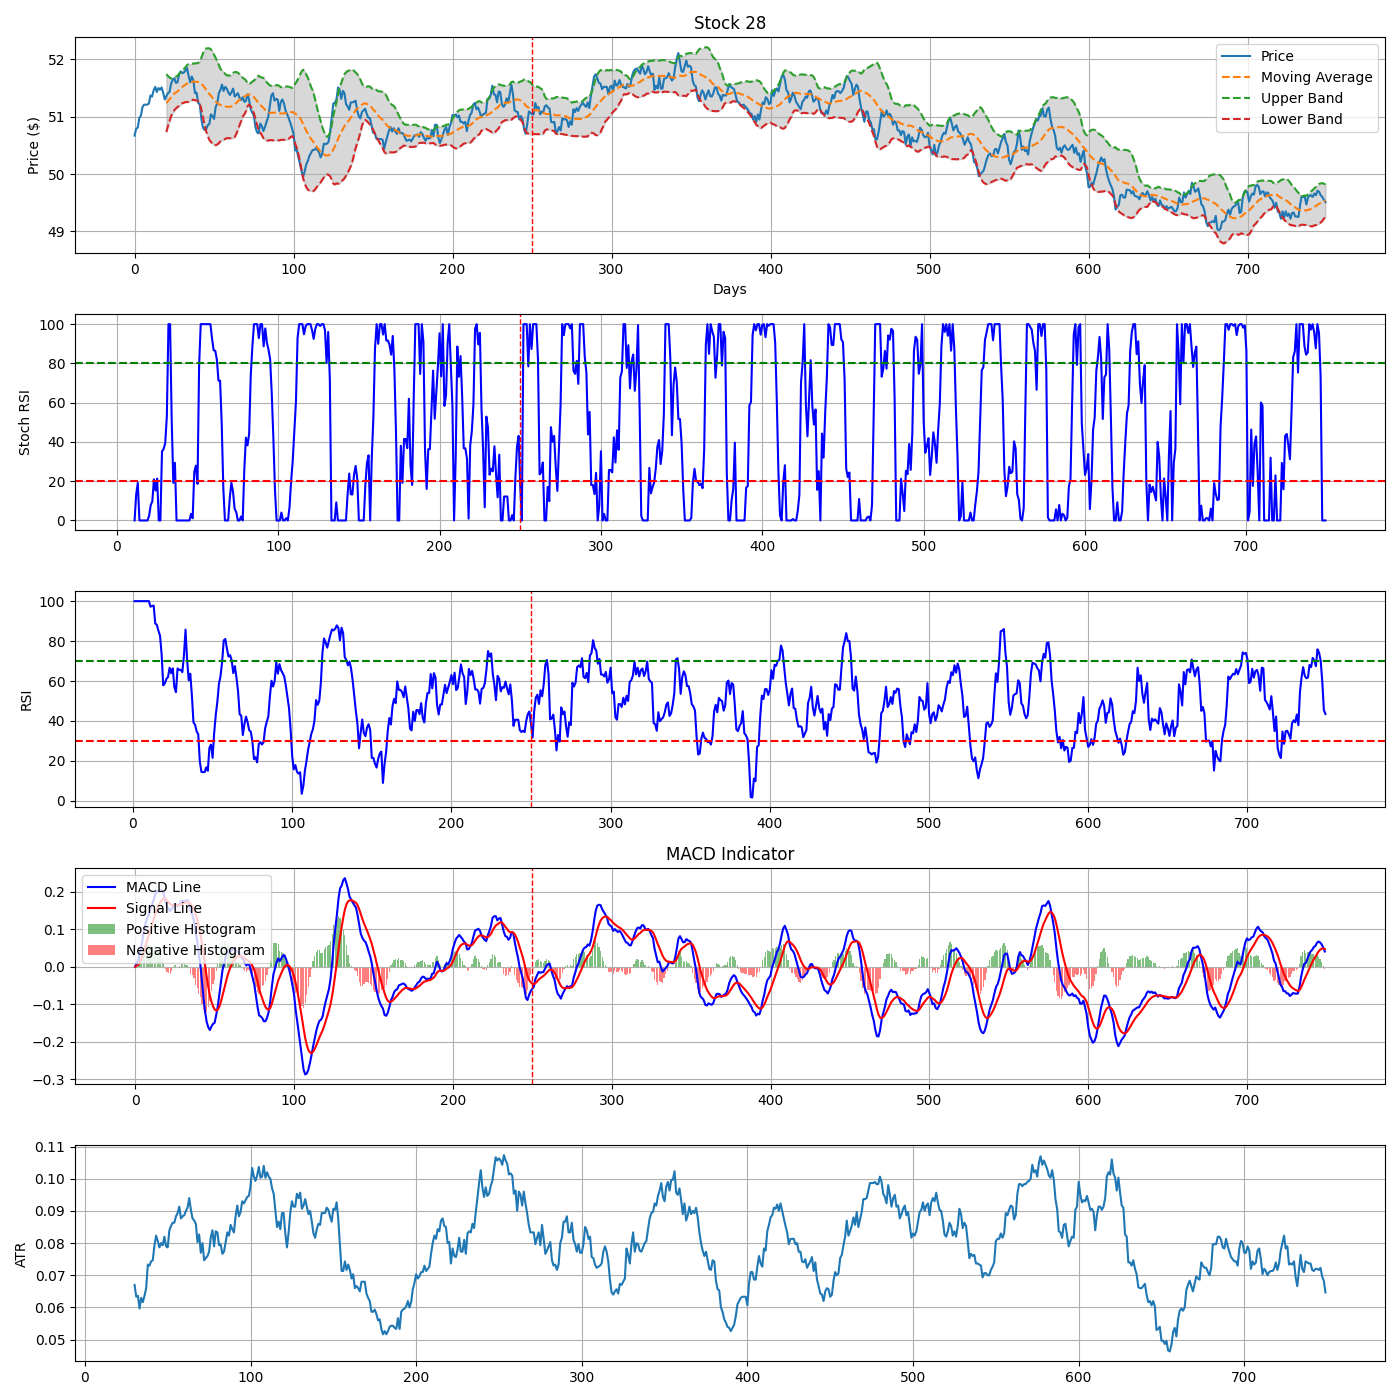 Stock 28
Price ($)
52
51
50
49
Price
Moving Average
Upper Band
Lower Band
0 100 200 300 400 500 600 700
Days
Stoch RSI
100
80
60
40
20
0
0 100 200 300 400 500 600 700
RSI
100
80
60
40
20
0
0 100 200 300 400 500 600 700
MACD Indicator
0.2
0.1
0.0
−0.1
−0.2
−0.3
MACD Line
Signal Line
Positive Histogram
Negative Histogram
0 100 200 300 400 500 600 700
ATR
0.11
0.10
0.09
0.08
0.07
0.06
0.05
0 100 200 300 400 500 600 700